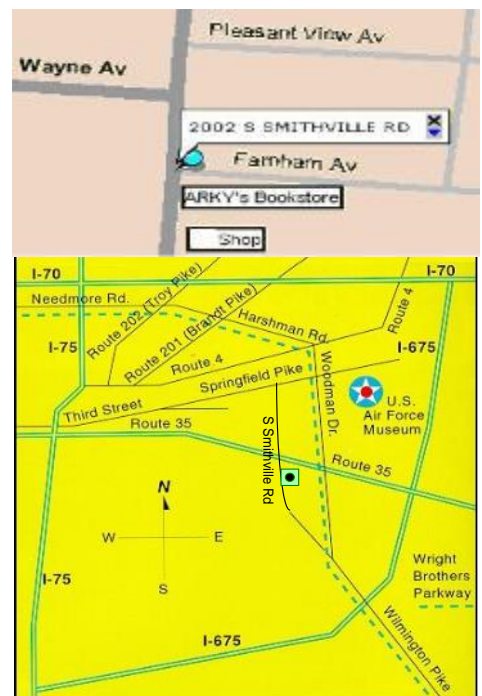 Pleasant View Av
Wayne Av
2002 S SMITHVILLE RD
Farnham Av
ARKY's Bookstore
Shop
I-70
I-70
Needmore Rd.
Route 202 (Troy Pike)
Route 201 (Brandt Pike)
Harshman Rd.
Route 4
I-75
Route 4
I-675
Springfield Pike
Woodman Dr.
Third Street
U.S.
Air Force
Museum
Route 35
S Smithville Rd
Route 35
N
W
E
S
I-75
Wright
Brothers
Parkway
Wilmington Pike
I-675